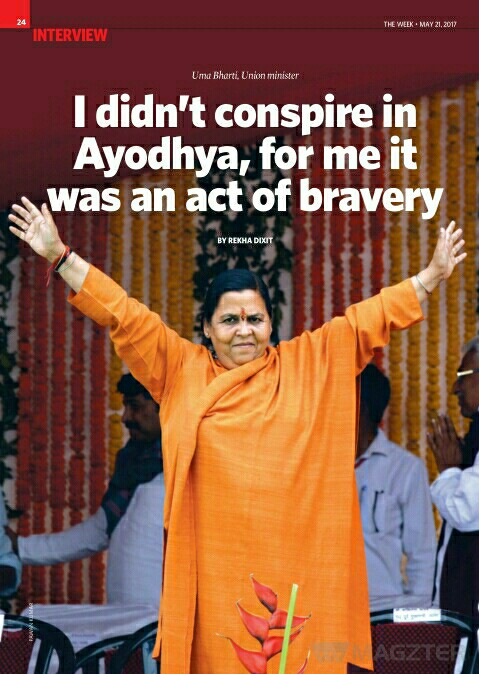 24
INTERVIEW
THE WEEK • MAY 21, 2017
Uma Bharti, Union minister
I didn't conspire in
Ayodhya, for me it
was an act of bravery
BY REKHA DIXIT
MAGZTER